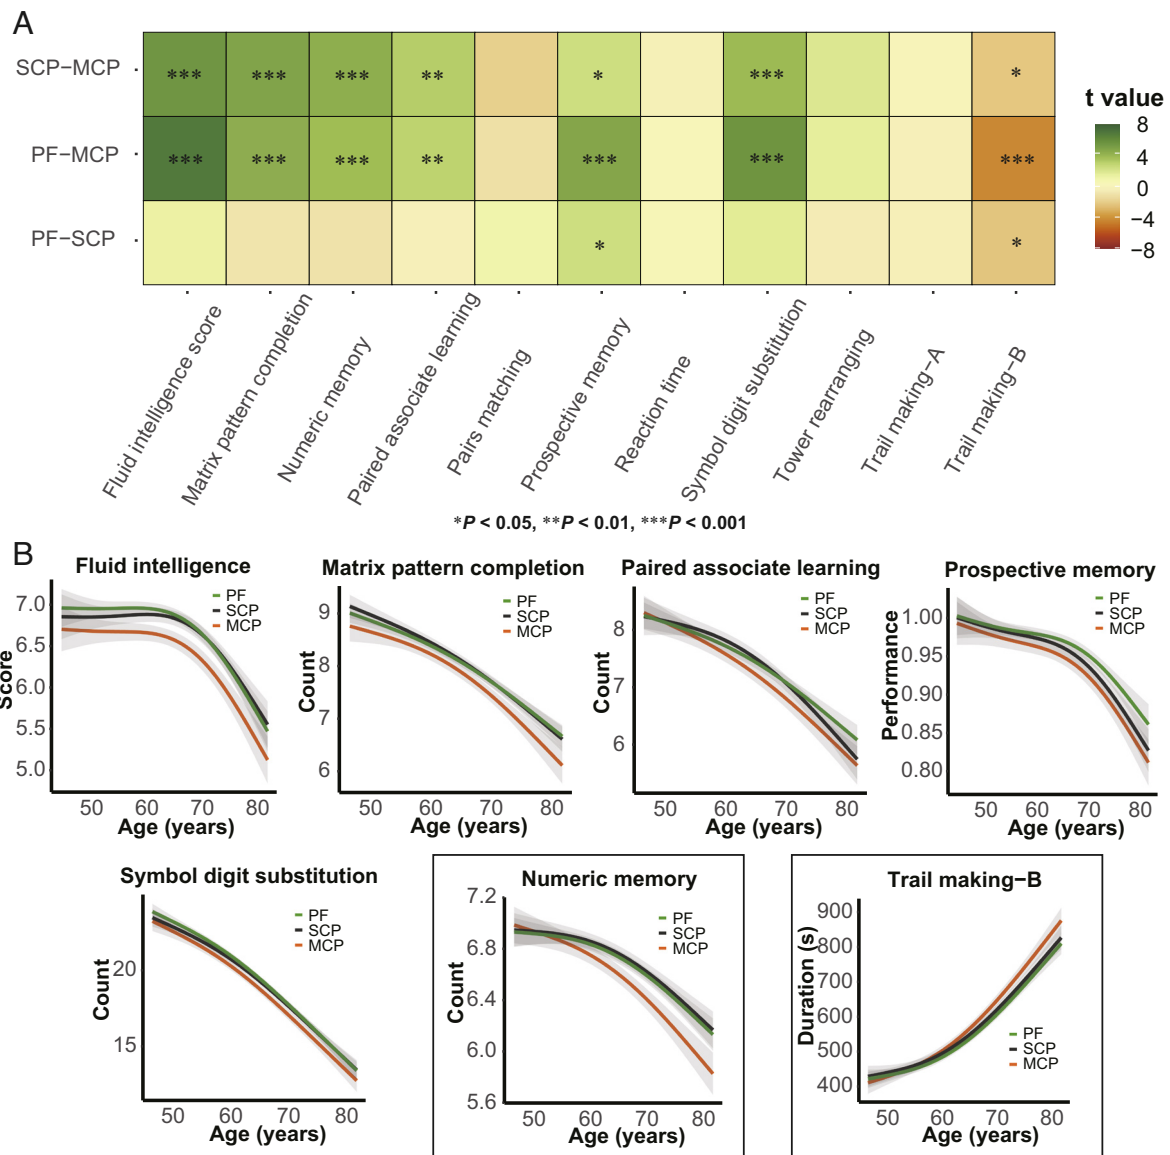 A
SCP−MCP
*** *** *** ** * *** *
PF−MCP
*** *** *** ** *** *** ***
PF−SCP
* *
t value
8
4
0
−4
−8
Fluid intelligence score
Matrix pattern completion
Numeric memory
Paired associate learning
Pairs matching
Prospective memory
Reaction time
Symbol digit substitution
Tower rearranging
Trail making−A
Trail making−B
*P < 0.05, **P < 0.01, ***P < 0.001
B
Fluid intelligence
7.0
6.5
6.0
5.5
5.0
Score
PF
SCP
MCP
50 60 70 80
Age (years)
Matrix pattern completion
9
8
7
6
Count
PF
SCP
MCP
50 60 70 80
Age (years)
Paired associate learning
8
7
6
Count
PF
SCP
MCP
50 60 70 80
Age (years)
Prospective memory
1.00
0.95
0.90
0.85
0.80
Performance
PF
SCP
MCP
50 60 70 80
Age (years)
Symbol digit substitution
20
15
Count
PF
SCP
MCP
50 60 70 80
Age (years)
Numeric memory
7.2
6.8
6.4
6.0
5.6
Count
PF
SCP
MCP
50 60 70 80
Age (years)
Trail making−B
900
800
700
600
500
400
Duration (s)
PF
SCP
MCP
50 60 70 80
Age (years)